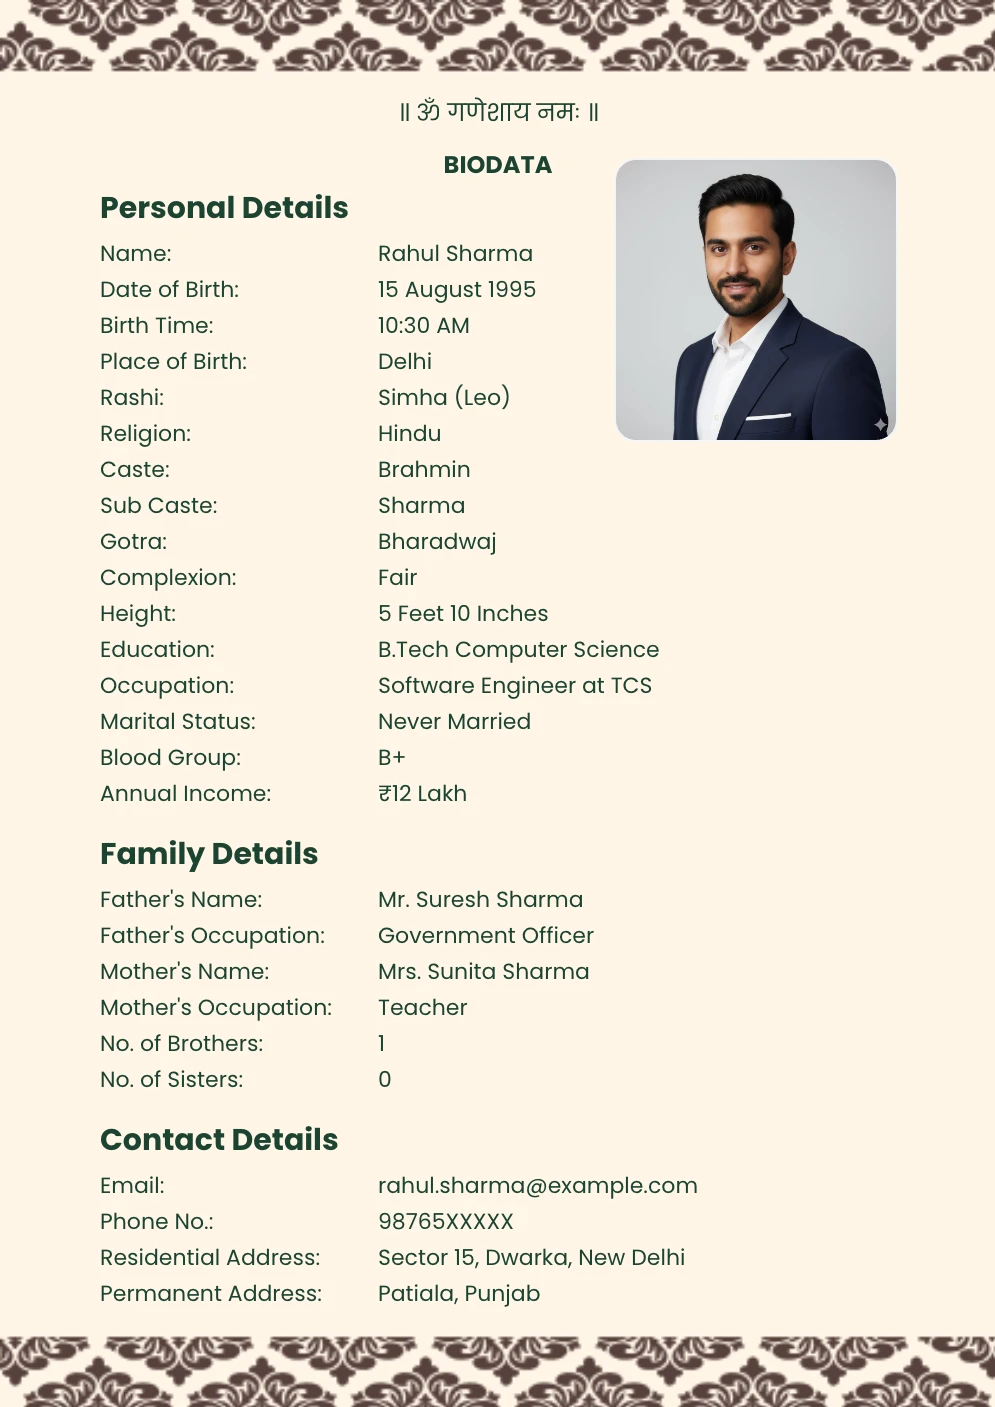 ॥ ॐ गणेशाय नमः ॥
BIODATA
Personal Details
Name: Rahul Sharma
Date of Birth: 15 August 1995
Birth Time: 10:30 AM
Place of Birth: Delhi
Rashi: Simha (Leo)
Religion: Hindu
Caste: Brahmin
Sub Caste: Sharma
Gotra: Bharadwaj
Complexion: Fair
Height: 5 Feet 10 Inches
Education: B.Tech Computer Science
Occupation: Software Engineer at TCS
Marital Status: Never Married
Blood Group: B+
Annual Income: ₹12 Lakh
Family Details
Father's Name: Mr. Suresh Sharma
Father's Occupation: Government Officer
Mother's Name: Mrs. Sunita Sharma
Mother's Occupation: Teacher
No. of Brothers: 1
No. of Sisters: 0
Contact Details
Email: rahul.sharma@example.com
Phone No.: 98765XXXXX
Residential Address: Sector 15, Dwarka, New Delhi
Permanent Address: Patiala, Punjab